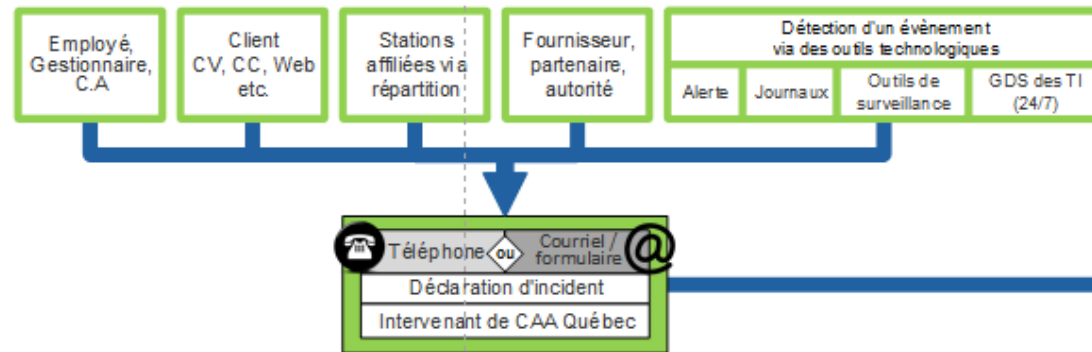 Employé,
Gestionnaire,
C.A
Client
CV, CC, Web
etc.
Stations
affiliées via
répartition
Fournisseur,
partenaire,
autorité
Détection d'un évènement
via des outils technologiques
Alerte
Journaux
Outils de
surveillance
GDS des TI
(24/7)
Téléphone
ou
Courriel /
formulaire
@
Déclaration d'incident
Intervenant de CAA Québec